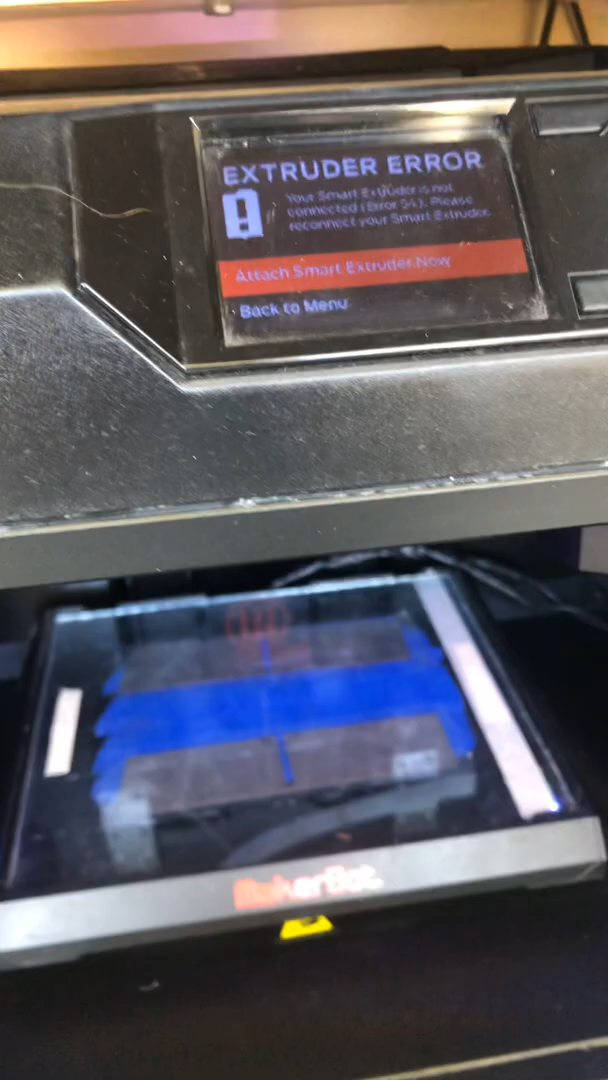 EXTRUDER ERROR
Your Smart Extruder is not
connected (Error 54). Please
reconnect your Smart Extruder.
Attach Smart Extruder Now
Back to Menu
MakerBot